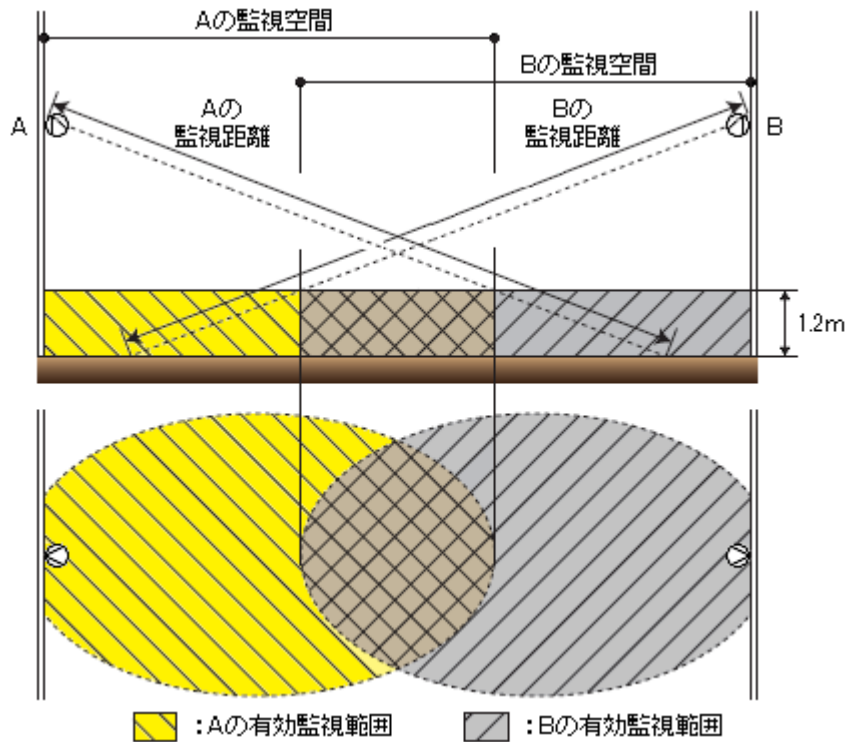 Aの監視空間
Bの監視空間
Aの
監視距離
Bの
監視距離
A
B
1.2m
:Aの有効監視範囲
:Bの有効監視範囲